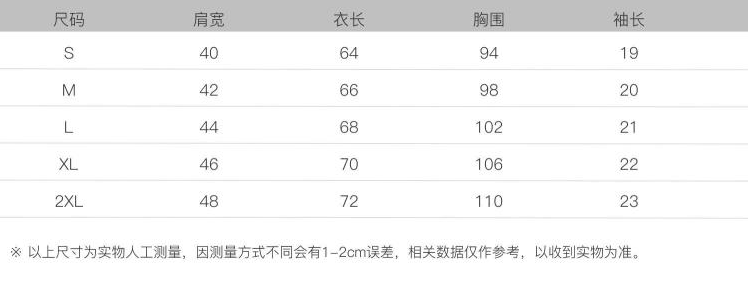 尺码 肩宽 衣长 胸围 袖长
S 40 64 94 19
M 42 66 98 20
L 44 68 102 21
XL 46 70 106 22
2XL 48 72 110 23
※ 以上尺寸为实物人工测量，因测量方式不同会有1-2cm误差，相关数据仅作参考，以收到实物为准。